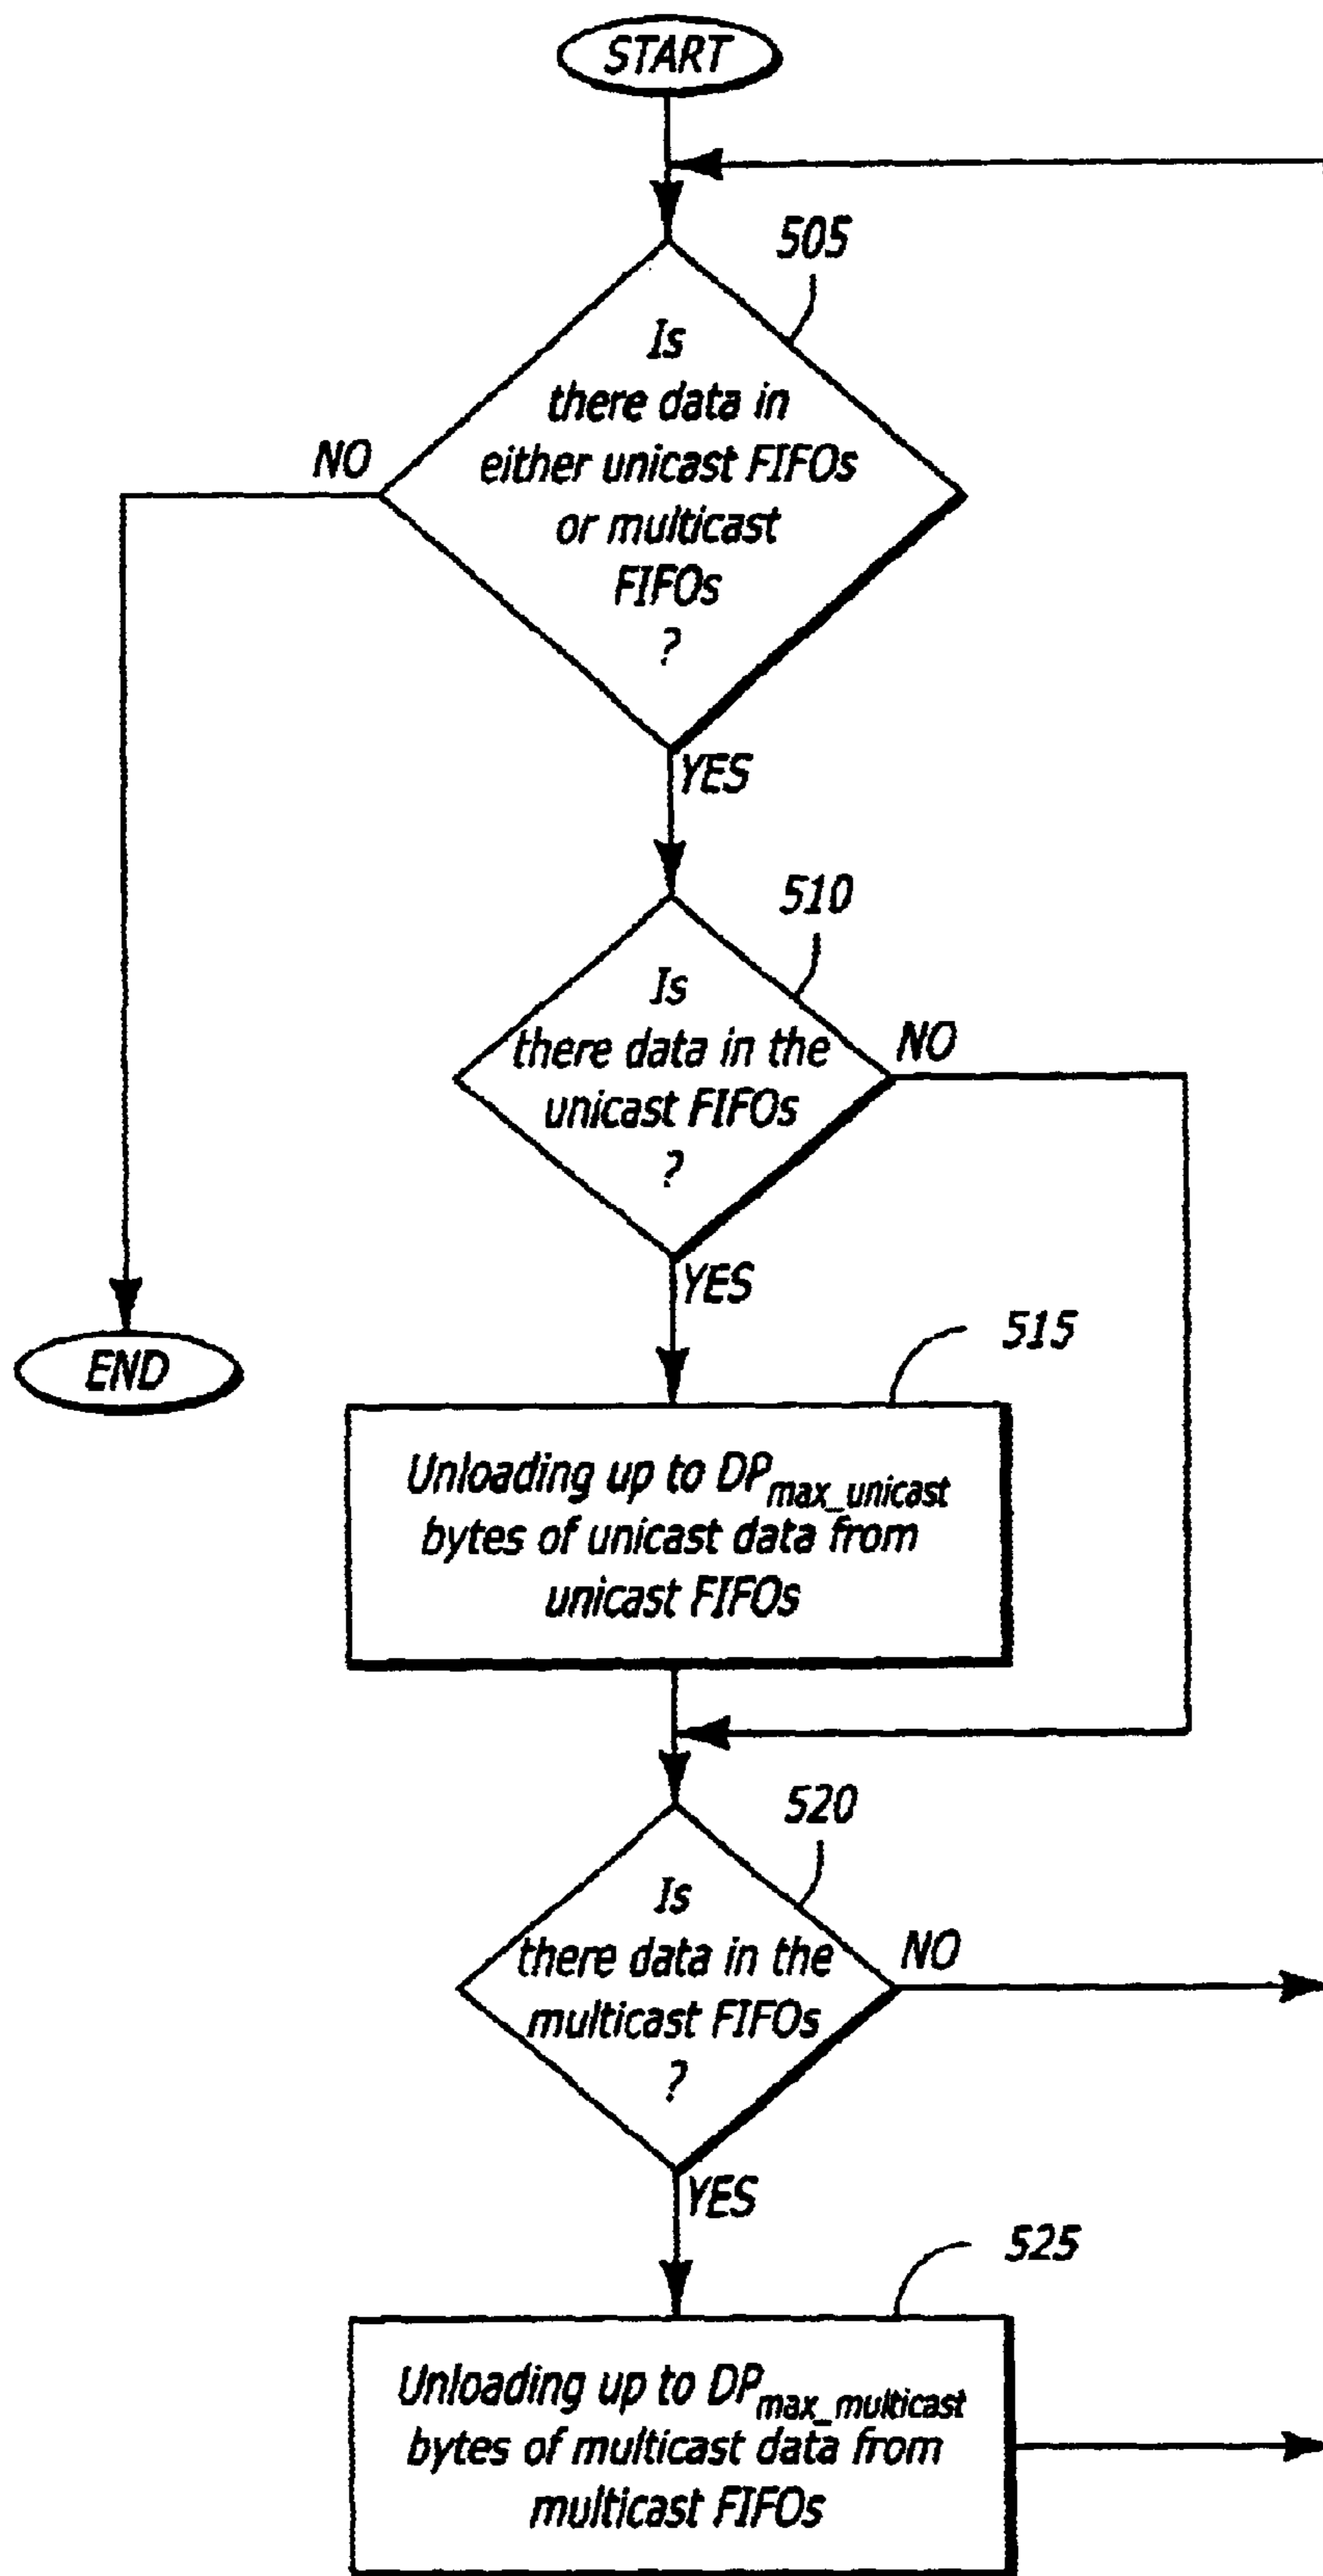 START
505
Is
there data in
either unicast FIFOs
or multicast
FIFOs
?
NO
YES
510
Is
there data in the
unicast FIFOs
?
NO
YES
END
515
Unloading up to DPmax_unicast
bytes of unicast data from
unicast FIFOs
520
Is
there data in the
multicast FIFOs
?
NO
YES
525
Unloading up to DPmax_multicast
bytes of multicast data from
multicast FIFOs